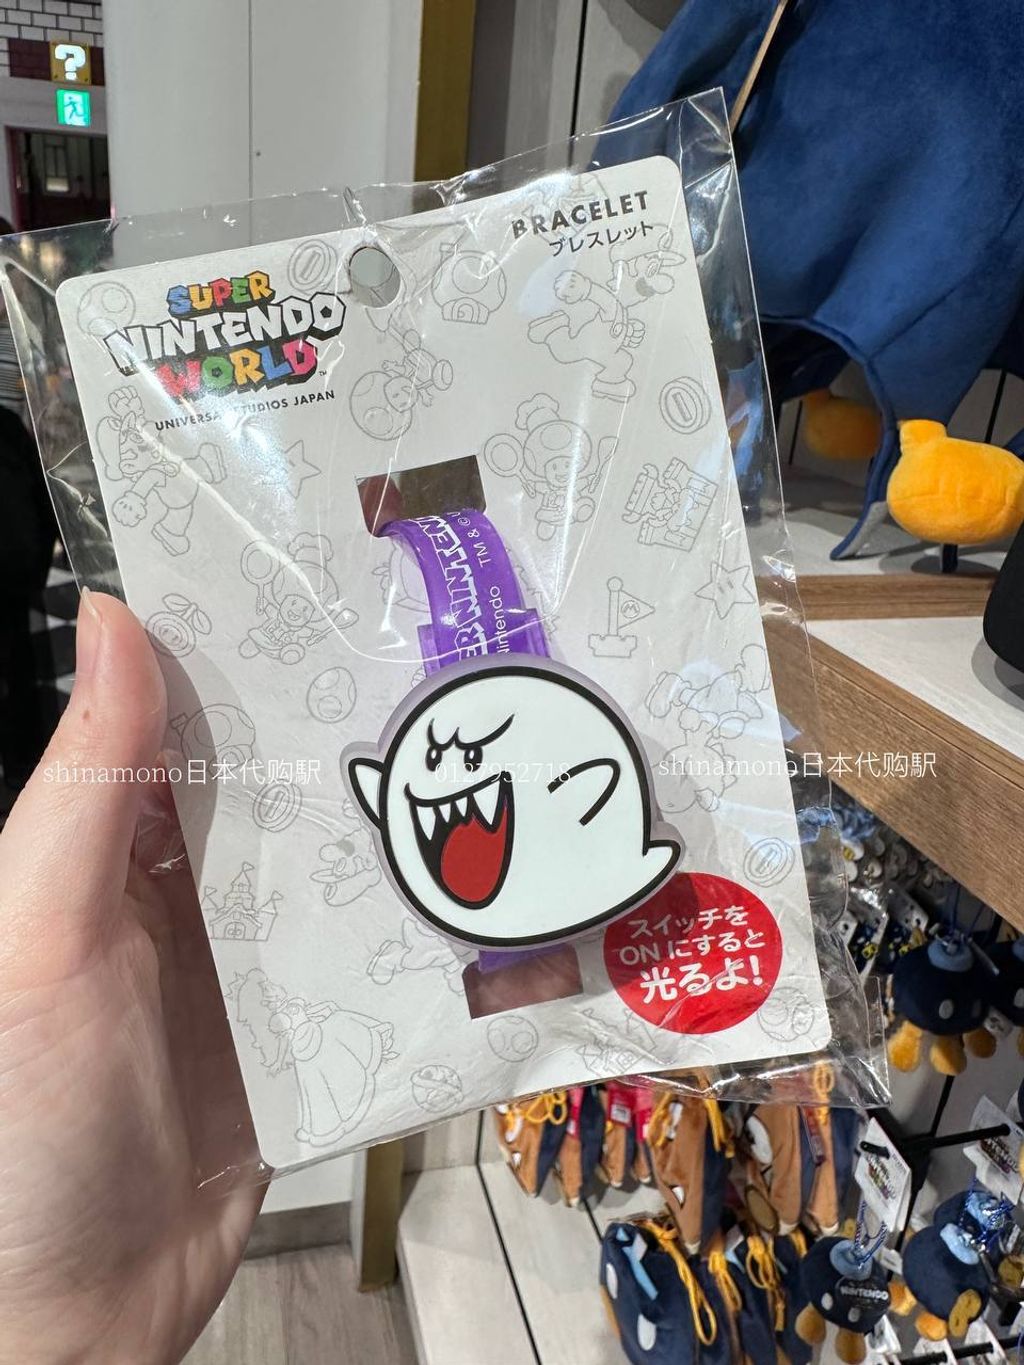 ?
BRACELET
ブレスレット
SUPER
NINTENDO
WORLD
TM
UNIVERSAL STUDIOS JAPAN
TM & ©
Nintendo
shinamono日本代购駅
0127952718
shinamono日本代购駅
スイッチを
ONにすると
光るよ!
NINTENDO